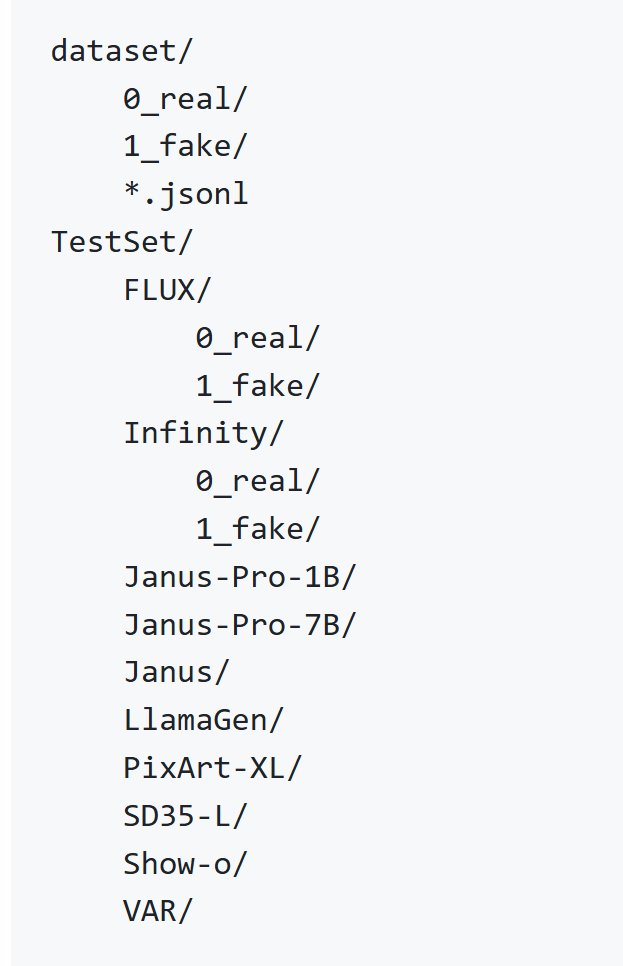 dataset/
    0_real/
    1_fake/
    *.jsonl
TestSet/
    FLUX/
        0_real/
        1_fake/
    Infinity/
        0_real/
        1_fake/
    Janus-Pro-1B/
    Janus-Pro-7B/
    Janus/
    LlamaGen/
    PixArt-XL/
    SD35-L/
    Show-o/
    VAR/